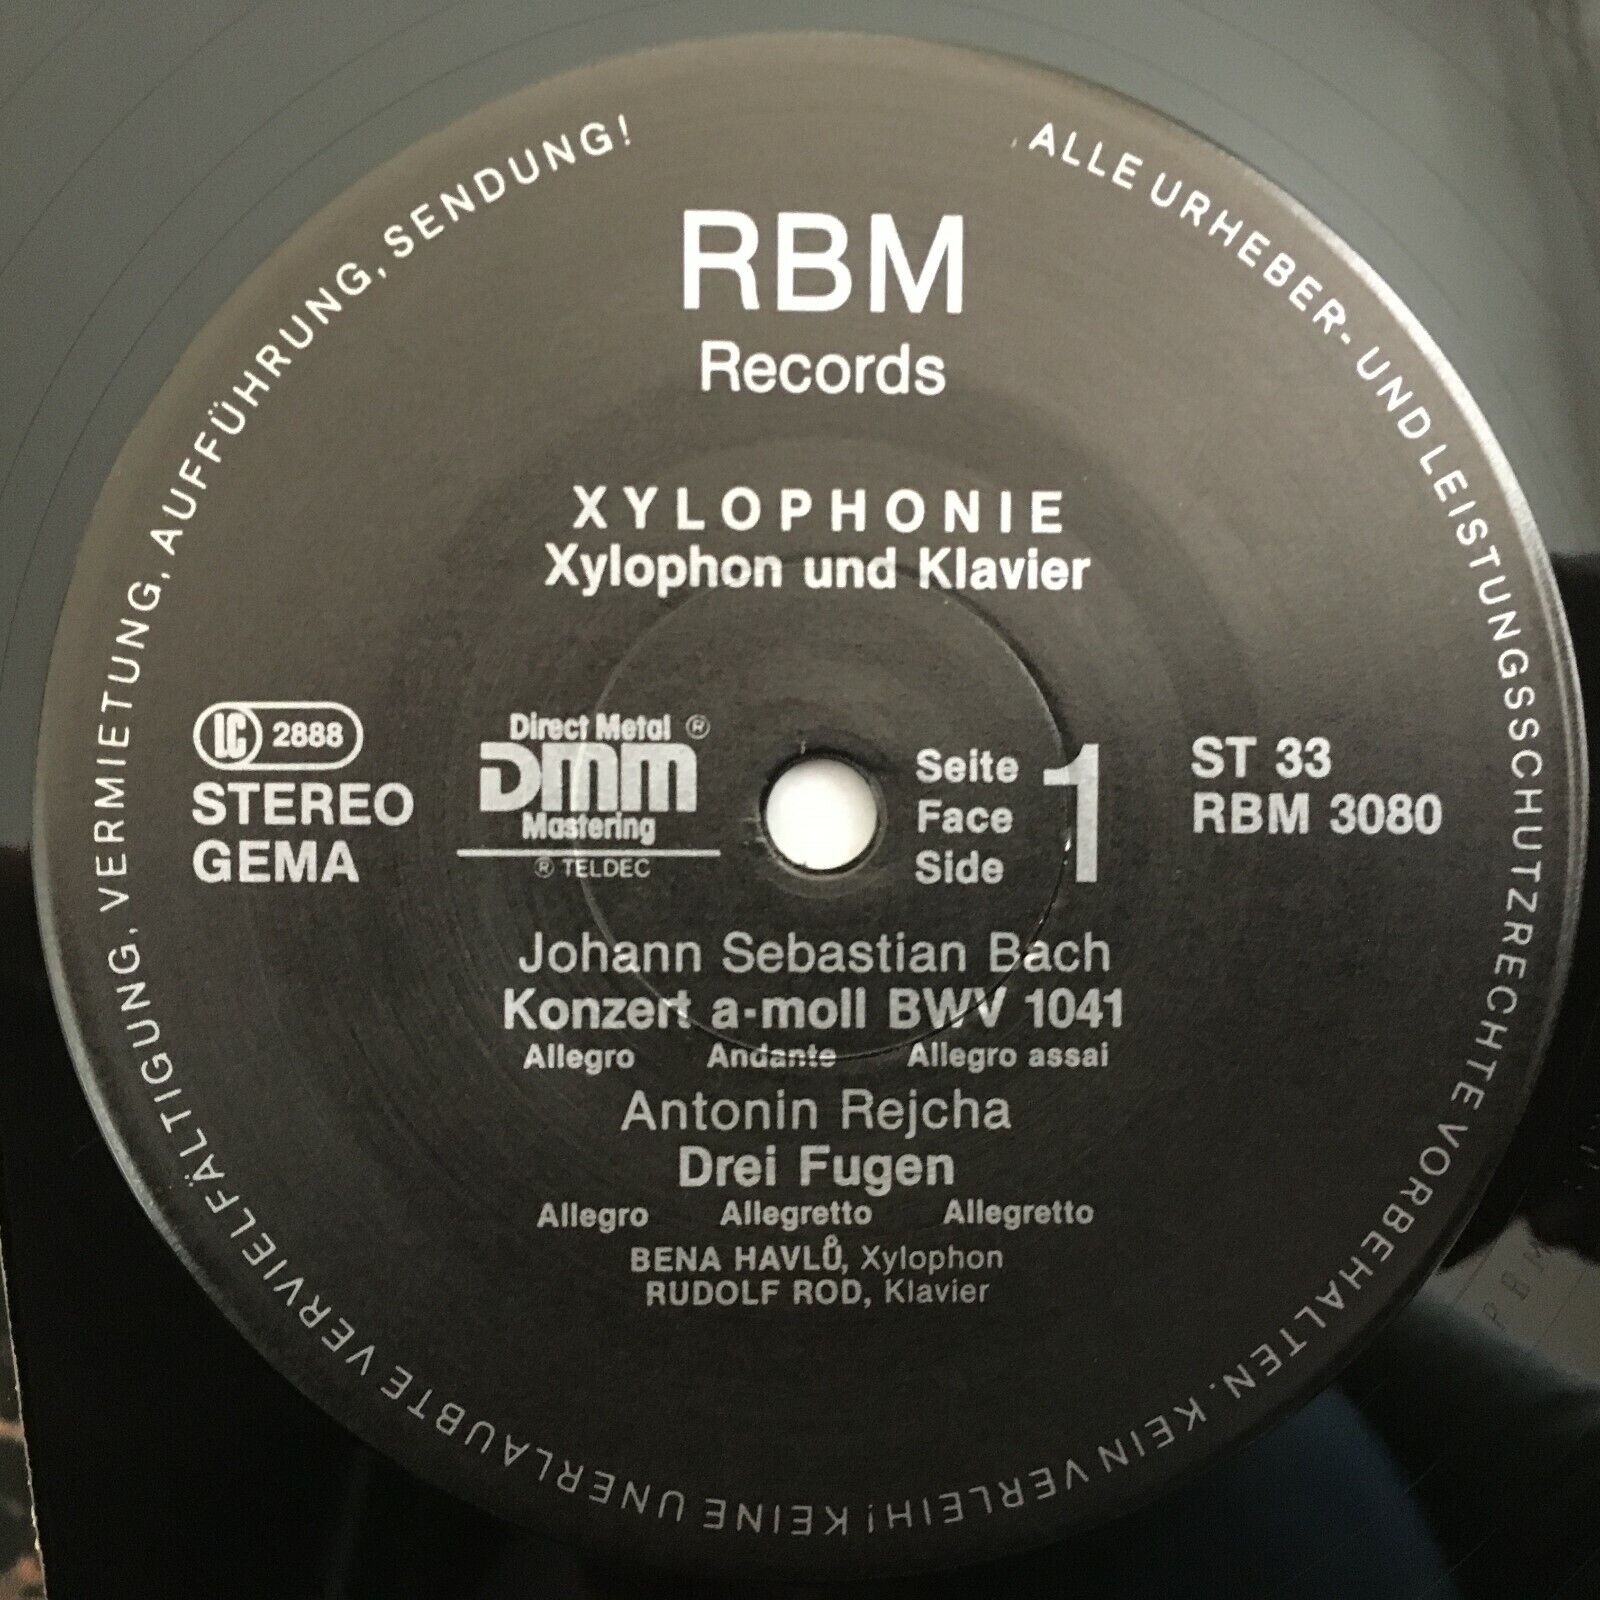 ALLE URHEBER- UND LEISTUNGSSCHUTZRECHTE VORBEHALTEN. KEIN VERLEIH! KEINE UNERLAUBTE VERVIELFÄLTIGUNG, VERMIETUNG, AUFFÜHRUNG, SENDUNG!
RBM
Records
XYLOPHONIE
Xylophon und Klavier
LC 2888
STEREO
GEMA
Direct Metal ®
DMM
Mastering
® TELDEC
Seite
Face
Side
1
ST 33
RBM 3080
Johann Sebastian Bach
Konzert a-moll BWV 1041
Allegro Andante Allegro assai
Antonin Rejcha
Drei Fugen
Allegro Allegretto Allegretto
BENA HAVLŮ, Xylophon
RUDOLF ROD, Klavier